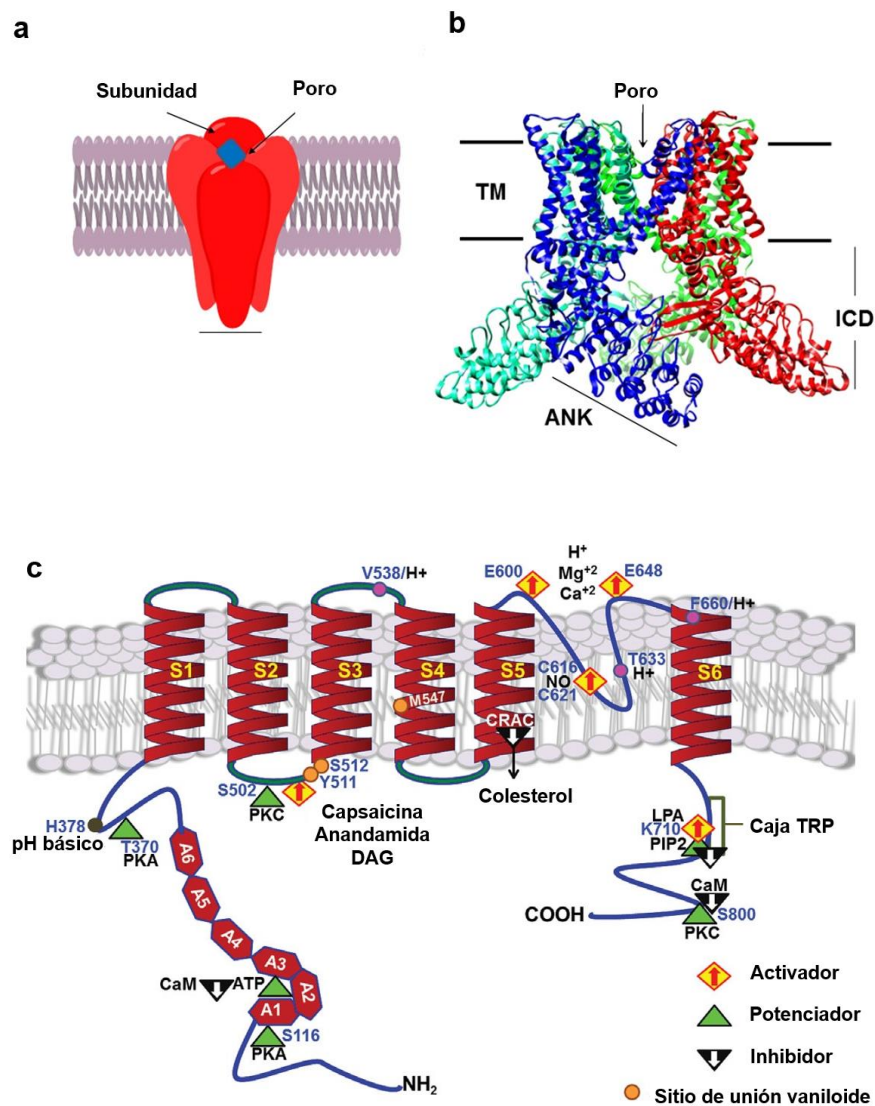 a
Subunidad
Poro
b
Poro
TM
ICD
ANK
c
V538/H+
E600
H+
Mg+2
Ca+2
E648
F660/H+
S1
S2
S3
S4
S5
S6
M547
C616
NO
C621
T633
H+
CRAC
Colesterol
S512
Y511
S502
PKC
Capsaicina
Anandamida
DAG
H378
pH básico
T370
PKA
A6
A5
A4
A3
A2
A1
CaM
ATP
S116
PKA
NH2
LPA
K710
PIP2
Caja TRP
CaM
S800
PKC
COOH
Activador
Potenciador
Inhibidor
Sitio de unión vaniloide